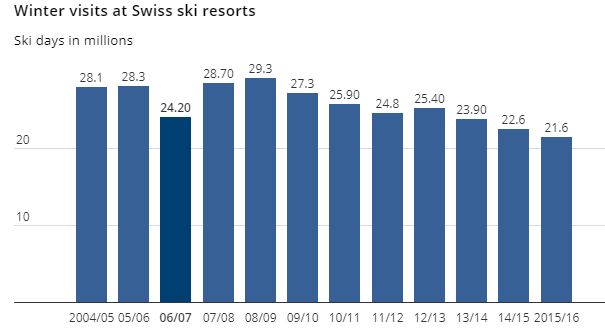 Winter visits at Swiss ski resorts
Ski days in millions
28.1 28.3 24.20 28.70 29.3 27.3 25.90 24.8 25.40 23.90 22.6 21.6
20
10
2004/05 05/06 06/07 07/08 08/09 09/10 10/11 11/12 12/13 13/14 14/15 2015/16